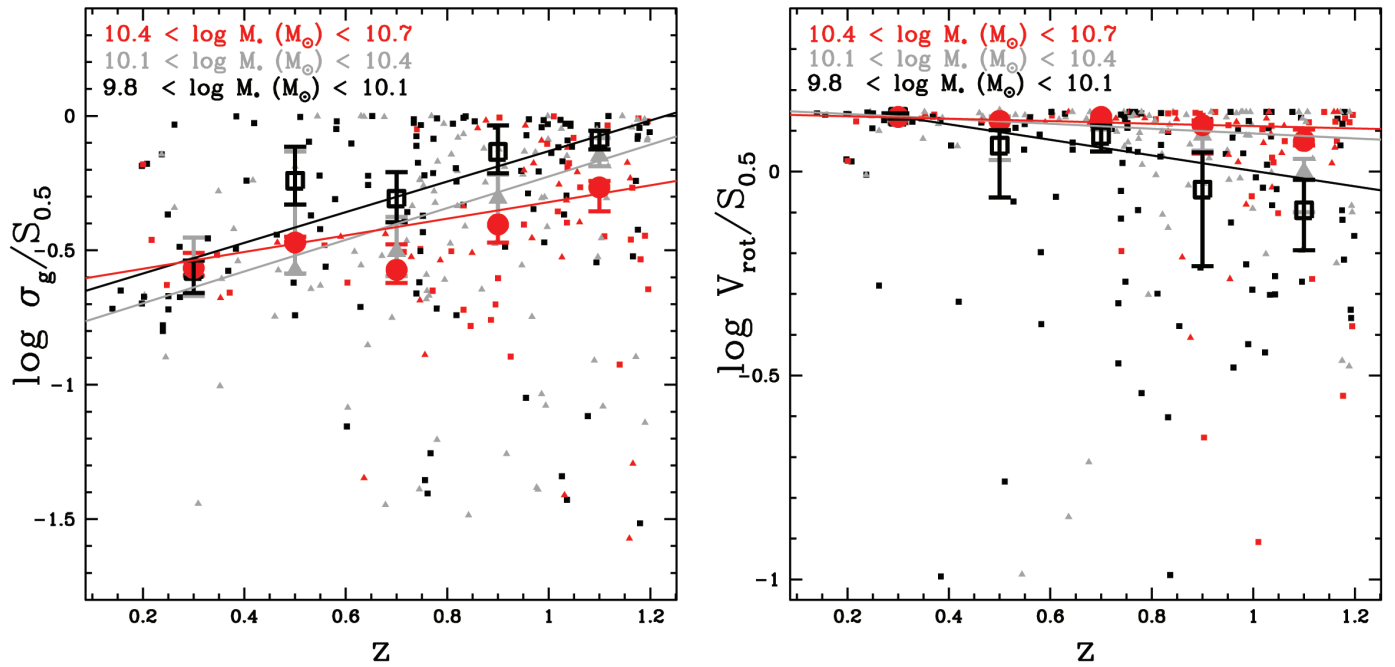 10.4 < log M* (M☉) < 10.7
10.1 < log M* (M☉) < 10.4
9.8 < log M* (M☉) < 10.1
log σg/S0.5
0
−0.5
−1
−1.5
0.2 0.4 0.6 0.8 1 1.2
z
10.4 < log M* (M☉) < 10.7
10.1 < log M* (M☉) < 10.4
9.8 < log M* (M☉) < 10.1
log Vrot/S0.5
0
−0.5
−1
0.2 0.4 0.6 0.8 1 1.2
z